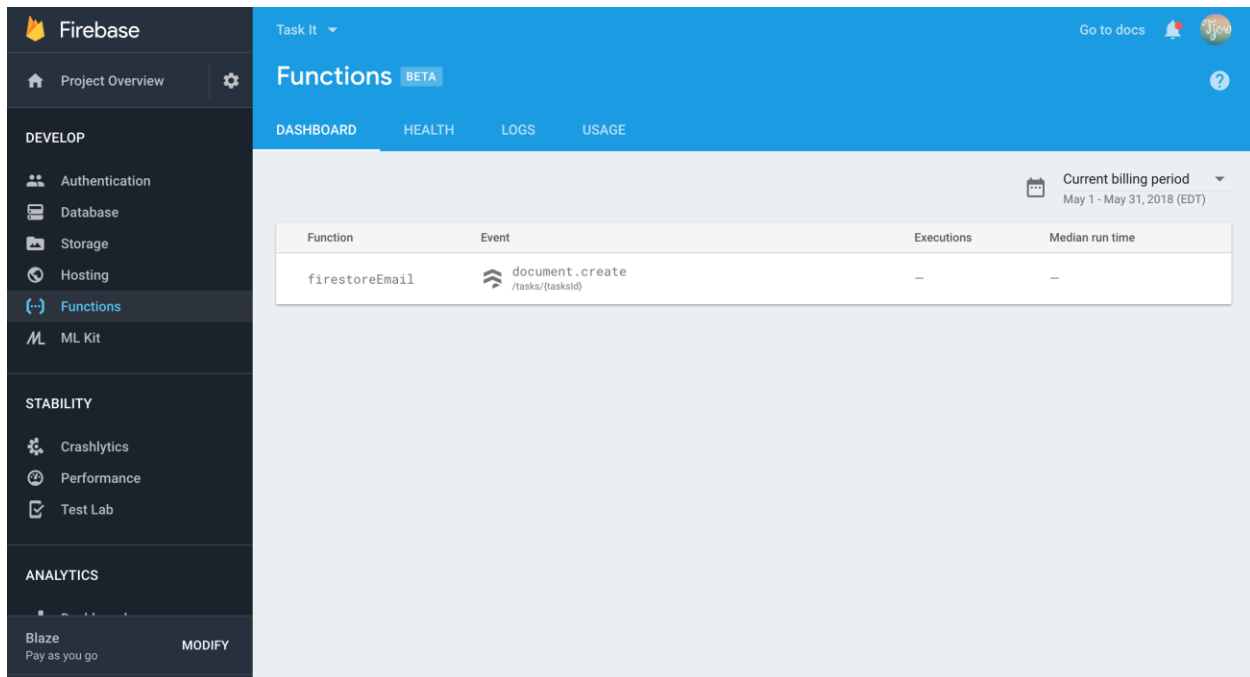 Firebase
Task It
Go to docs
Project Overview
Functions BETA
DASHBOARD HEALTH LOGS USAGE
DEVELOP
Authentication
Database
Storage
Hosting
Functions
ML Kit
STABILITY
Crashlytics
Performance
Test Lab
ANALYTICS
Blaze
Pay as you go
MODIFY
Current billing period
May 1 - May 31, 2018 (EDT)
Function Event Executions Median run time
firestoreEmail document.create — —
/tasks/{tasksId}